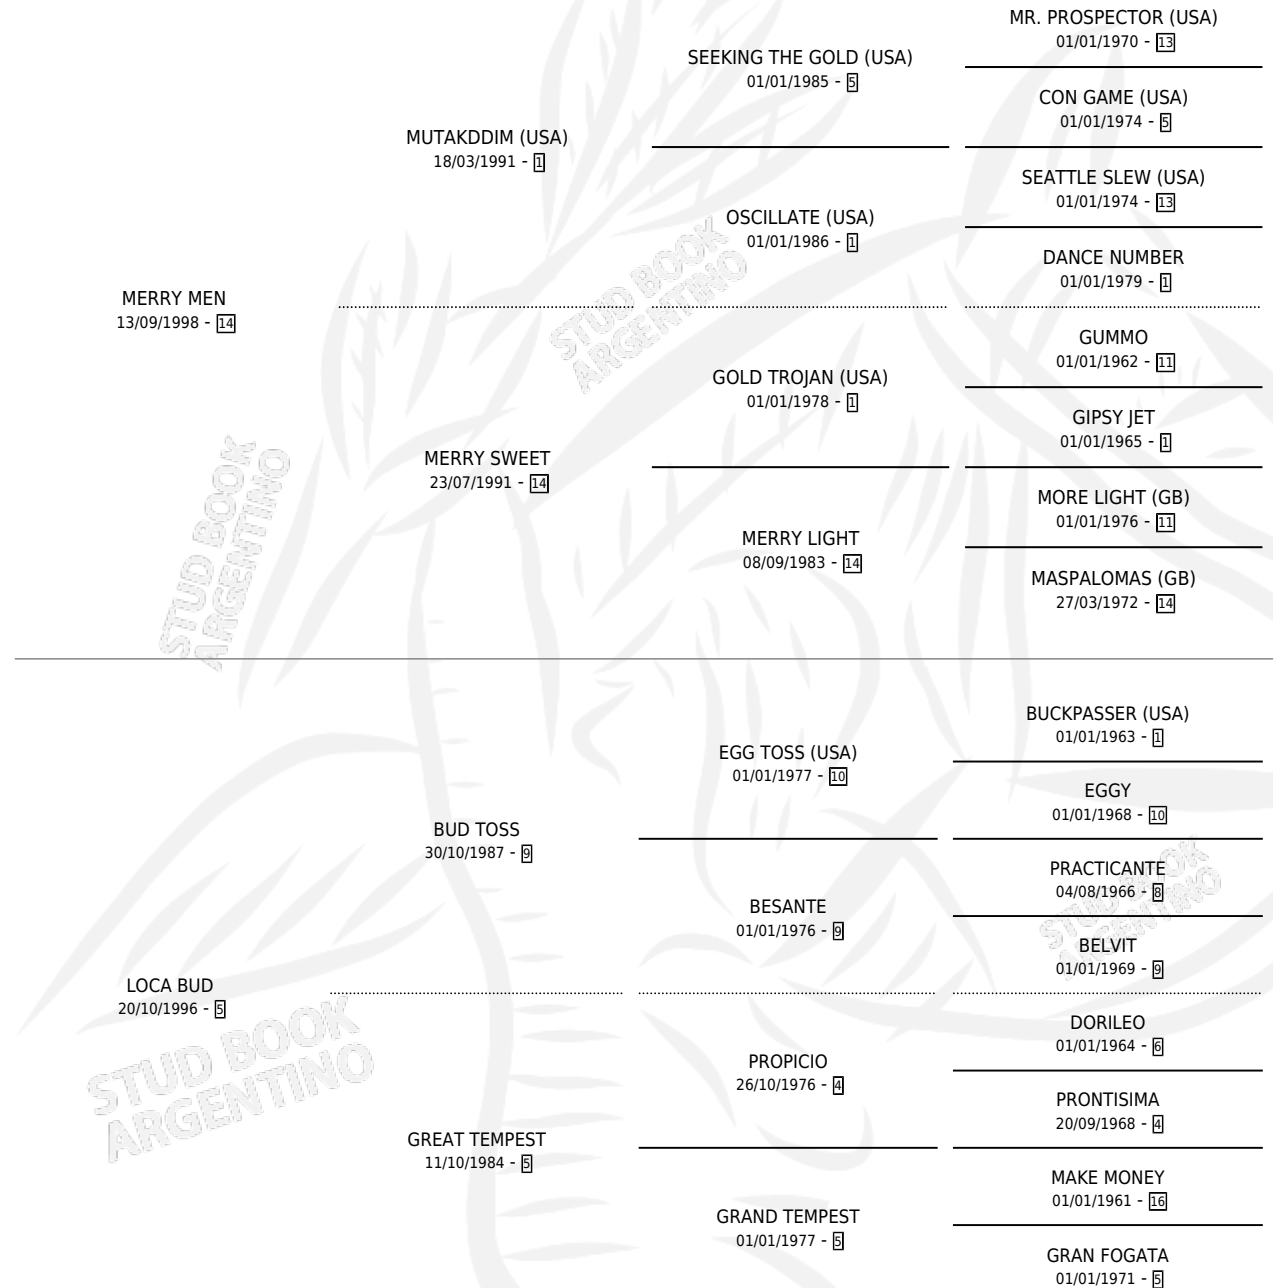 MR. PROSPECTOR (USA)
01/01/1970 - 13
SEEKING THE GOLD (USA)
01/01/1985 - 5
CON GAME (USA)
01/01/1974 - 5
MUTAKDDIM (USA)
18/03/1991 - 1
SEATTLE SLEW (USA)
01/01/1974 - 13
OSCILLATE (USA)
01/01/1986 - 1
DANCE NUMBER
01/01/1979 - 1
MERRY MEN
13/09/1998 - 14
GUMMO
01/01/1962 - 11
GOLD TROJAN (USA)
01/01/1978 - 1
GIPSY JET
01/01/1965 - 1
MERRY SWEET
23/07/1991 - 14
MORE LIGHT (GB)
01/01/1976 - 11
MERRY LIGHT
08/09/1983 - 14
MASPALOMAS (GB)
27/03/1972 - 14
BUCKPASSER (USA)
01/01/1963 - 1
EGG TOSS (USA)
01/01/1977 - 10
EGGY
01/01/1968 - 10
BUD TOSS
30/10/1987 - 9
PRACTICANTE
04/08/1966 - 8
BESANTE
01/01/1976 - 9
BELVIT
01/01/1969 - 9
LOCA BUD
20/10/1996 - 5
DORILEO
01/01/1964 - 6
PROPICIO
26/10/1976 - 4
PRONTISIMA
20/09/1968 - 4
GREAT TEMPEST
11/10/1984 - 5
MAKE MONEY
01/01/1961 - 16
GRAND TEMPEST
01/01/1977 - 5
GRAN FOGATA
01/01/1971 - 5
STUD BOOK
ARGENTINO
STUD BOOK
ARGENTINO
STUD BOOK
ARGENTINO
STUD BOOK
ARGENTINO